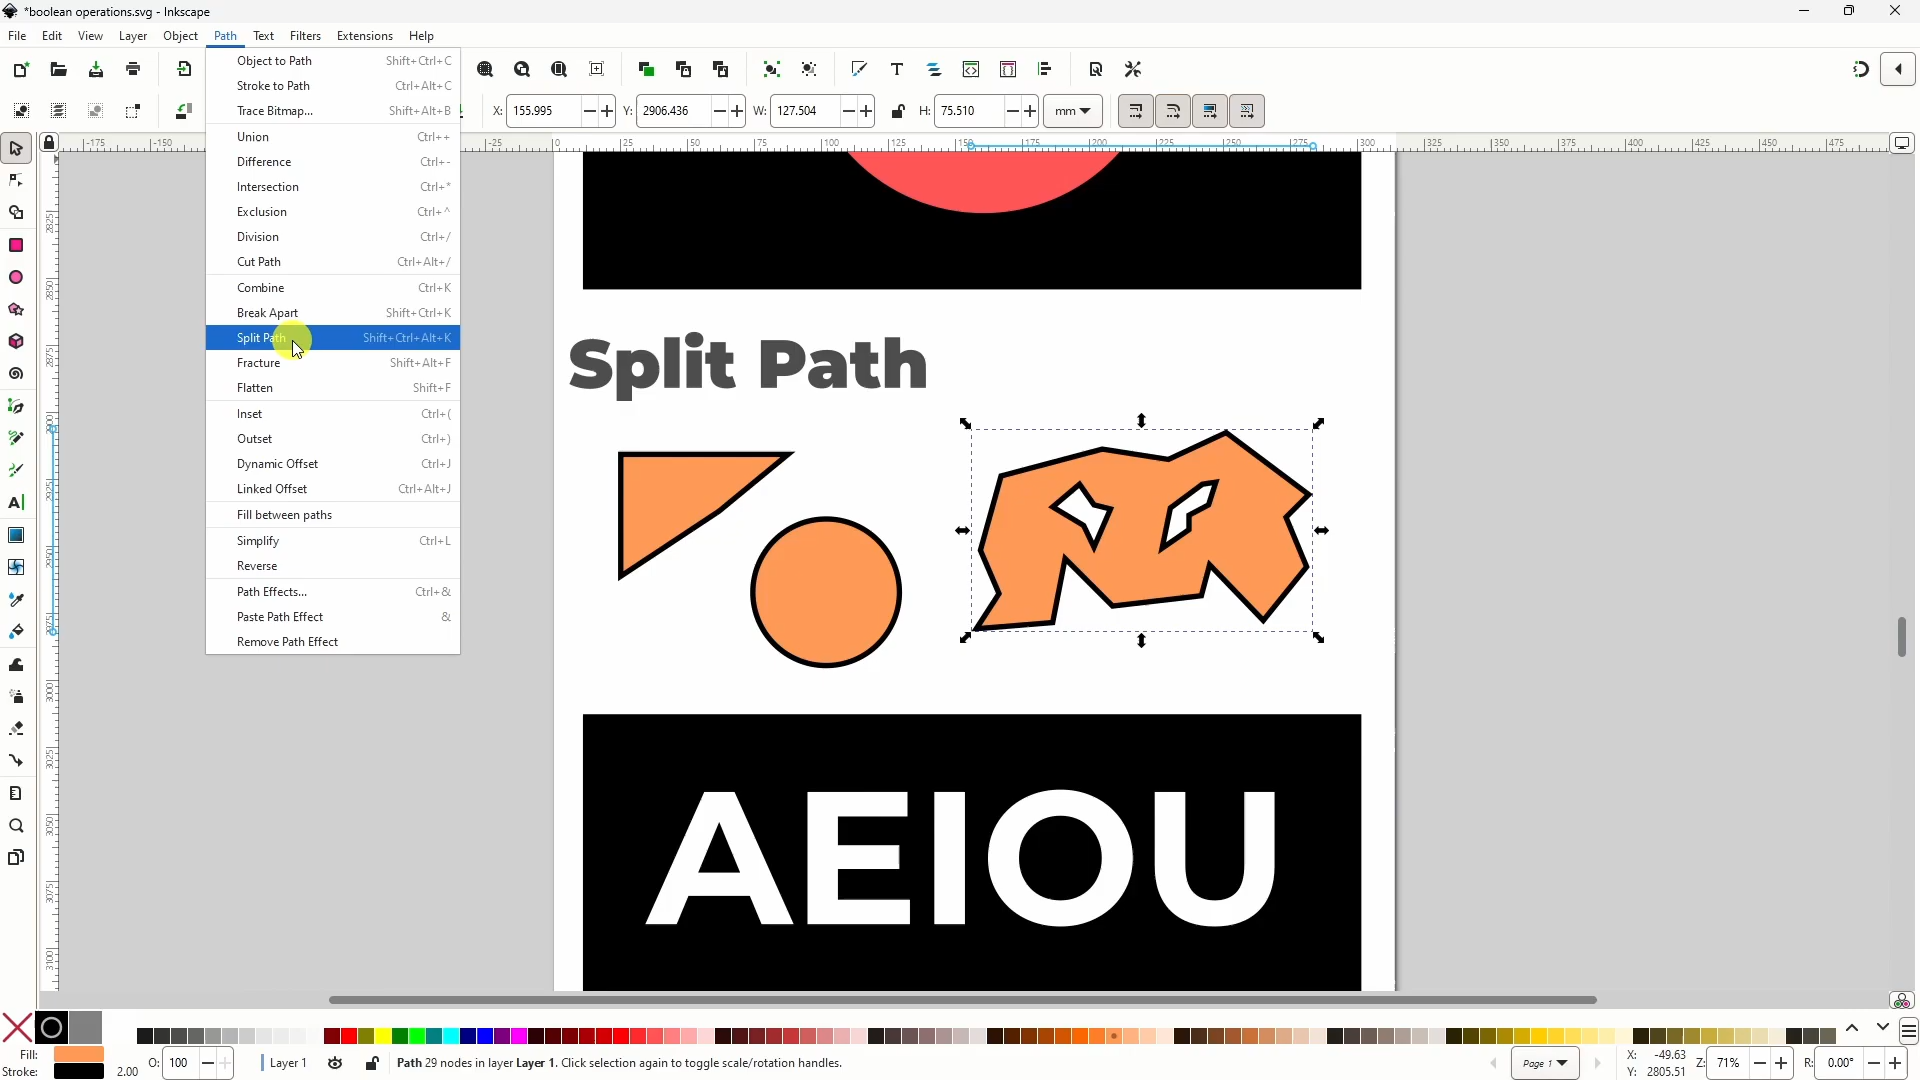 *boolean operations.svg - Inkscape
File Edit View Layer Object Path Text Filters Extensions Help
X: 155.995 Y: 2906.436 W: 127.504 H: 75.510 mm
Object to Path Shift+Ctrl+C
Stroke to Path Ctrl+Alt+C
Trace Bitmap... Shift+Alt+B
Union Ctrl++
Difference Ctrl+-
Intersection Ctrl+*
Exclusion Ctrl+^
Division Ctrl+/
Cut Path Ctrl+Alt+/
Combine Ctrl+K
Break Apart Shift+Ctrl+K
Split Path Shift+Ctrl+Alt+K
Fracture Shift+Alt+F
Flatten Shift+F
Inset Ctrl+(
Outset Ctrl+)
Dynamic Offset Ctrl+J
Linked Offset Ctrl+Alt+J
Fill between paths
Simplify Ctrl+L
Reverse
Path Effects... Ctrl+&
Paste Path Effect &
Remove Path Effect
Split Path
AEIOU
Fill:
Stroke: 2.00
O: 100
Layer 1
Path 29 nodes in layer Layer 1. Click selection again to toggle scale/rotation handles.
Page 1
X: -49.63
Y: 2805.51
Z: 71%
R: 0.00°